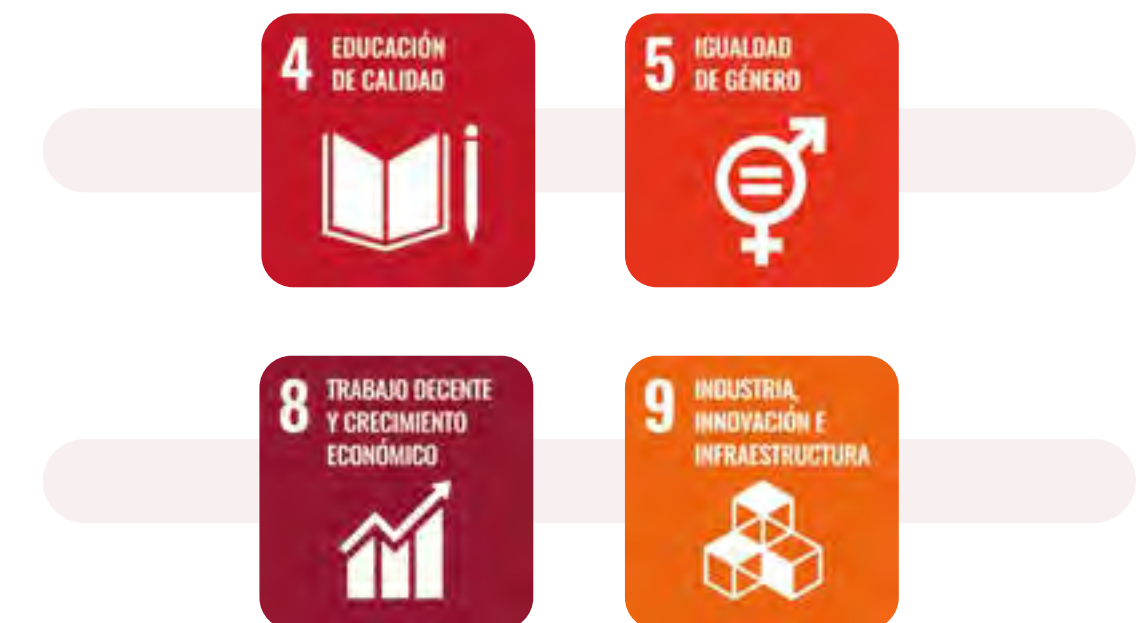 4 EDUCACIÓN
DE CALIDAD
5 IGUALDAD
DE GÉNERO
8 TRABAJO DECENTE
Y CRECIMIENTO
ECONÓMICO
9 INDUSTRIA,
INNOVACIÓN E
INFRAESTRUCTURA